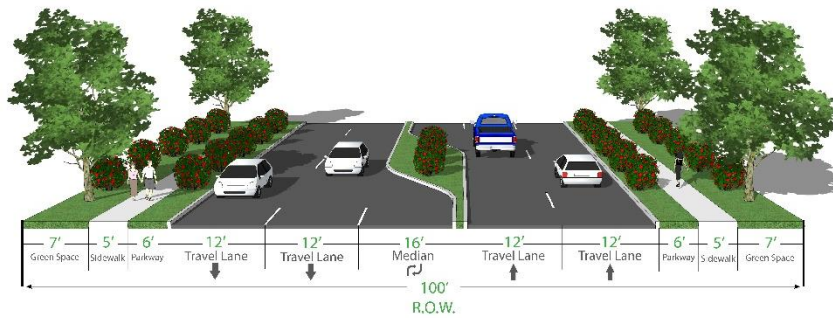 7' 5' 6' 12' 12' 16' 12' 12' 6' 5' 7'
Green Space Sidewalk Parkway Travel Lane Travel Lane Median Travel Lane Travel Lane Parkway Sidewalk Green Space
100'
R.O.W.